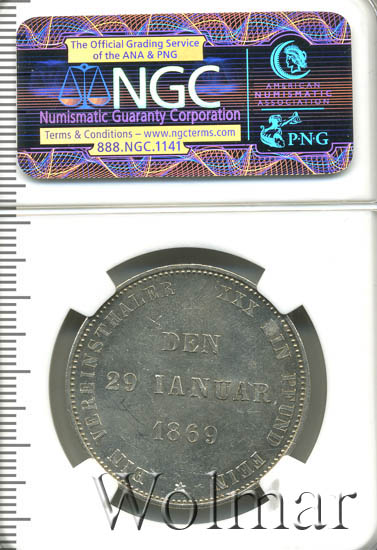 The Official Grading Service
of the ANA & PNG
NGC
Numismatic Guaranty Corporation
Terms & Conditions – www.ngcterms.com
888.NGC.1141
AMERICAN
NUMISMATIC
ASSOCIATION
P·N·G
EIN VEREINSTHALER XXX EIN PFUND FEIN
DEN
29 IANUAR
1869
Wolmar